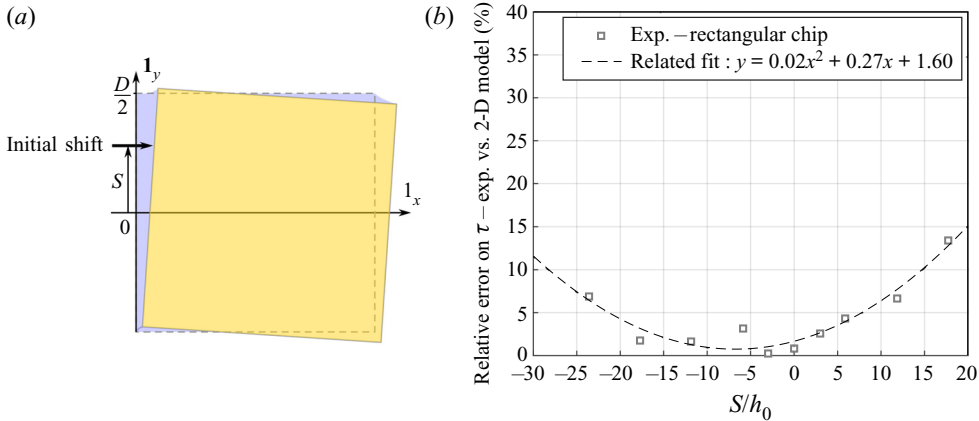 (a)
1y
D
2
Initial shift
S
1x
0
(b)
Relative error on τ – exp. vs. 2-D model (%)
40
35
30
25
20
15
10
5
0
Exp. – rectangular chip
Related fit : y = 0.02x² + 0.27x + 1.60
–30 –25 –20 –15 –10 –5 0 5 10 15 20
S/h₀